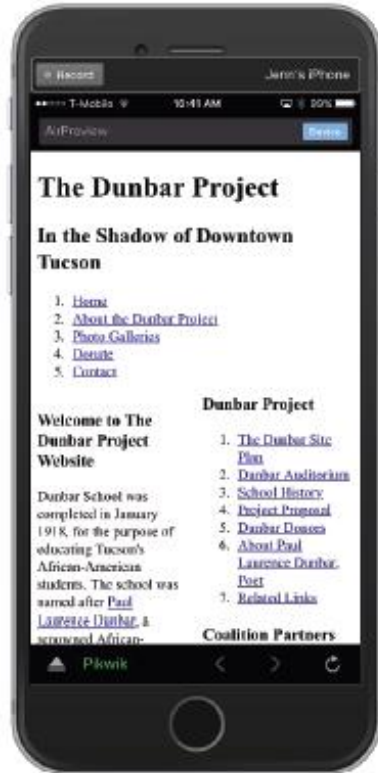 Record
Jenn's iPhone
T-Mobile
10:41 AM
99%
AirPreview
Device
The Dunbar Project
In the Shadow of Downtown
Tucson
1. Home
2. About the Dunbar Project
3. Photo Galleries
4. Donate
5. Contact
Welcome to The
Dunbar Project
Website
Dunbar School was
completed in January
1918, for the purpose of
educating Tucson's
African-American
students. The school was
named after Paul
Laurence Dunbar, a
renowned African-
Dunbar Project
1. The Dunbar Site
Plan
2. Dunbar Auditorium
3. School History
4. Project Proposal
5. Dunbar Donors
6. About Paul
Laurence Dunbar,
Poet
7. Related Links
Coalition Partners
Pikwik